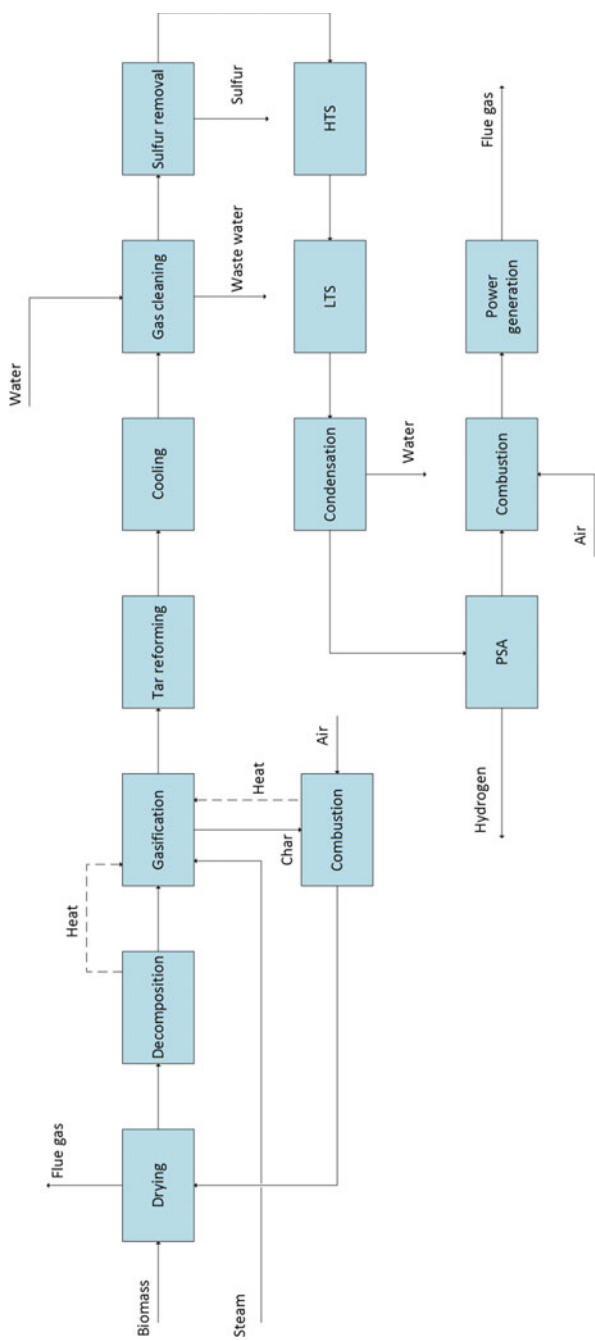 Water
Flue gas
Heat
Biomass
Drying
Decomposition
Gasification
Tar reforming
Cooling
Gas cleaning
Sulfur removal
Steam
Char
Heat
Air
Waste water
Sulfur
Combustion
Condensation
LTS
HTS
Water
Flue gas
Hydrogen
PSA
Combustion
Power
generation
Air